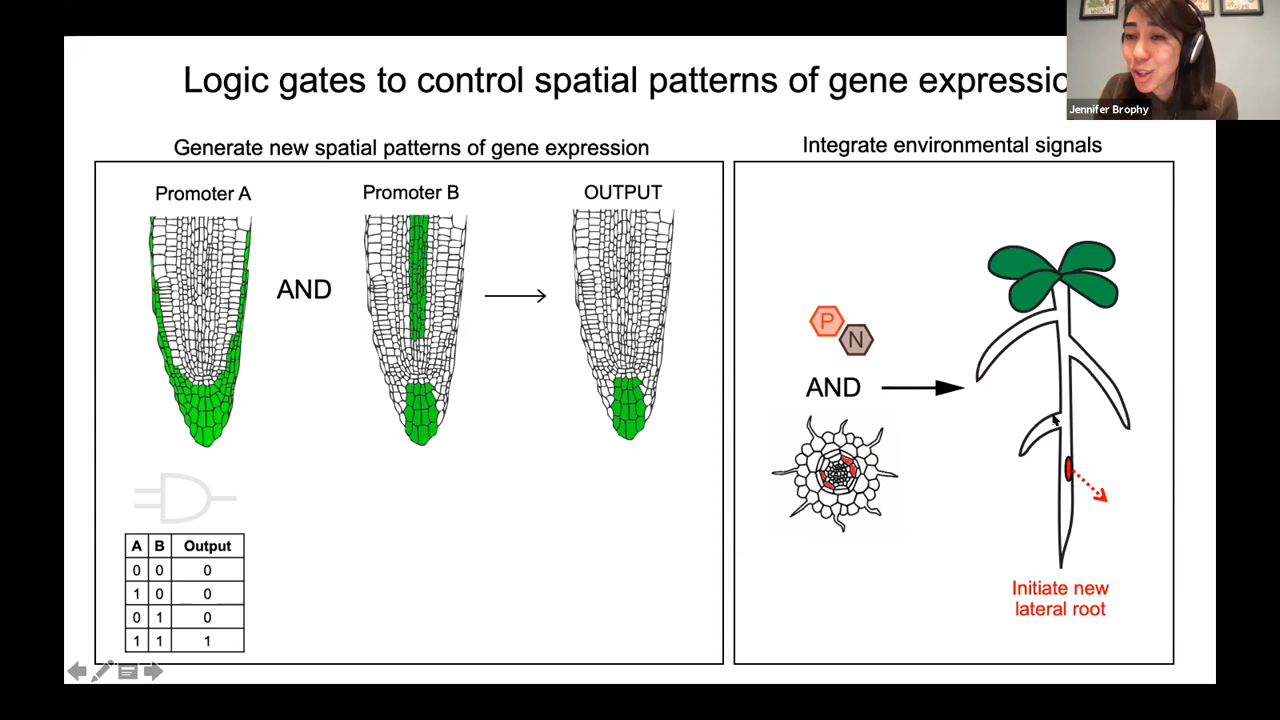 Logic gates to control spatial patterns of gene expressio
Jennifer Brophy
Generate new spatial patterns of gene expression
Promoter A
Promoter B
OUTPUT
AND
A B Output
0 0 0
1 0 0
0 1 0
1 1 1
Integrate environmental signals
P
N
AND
Initiate new
lateral root